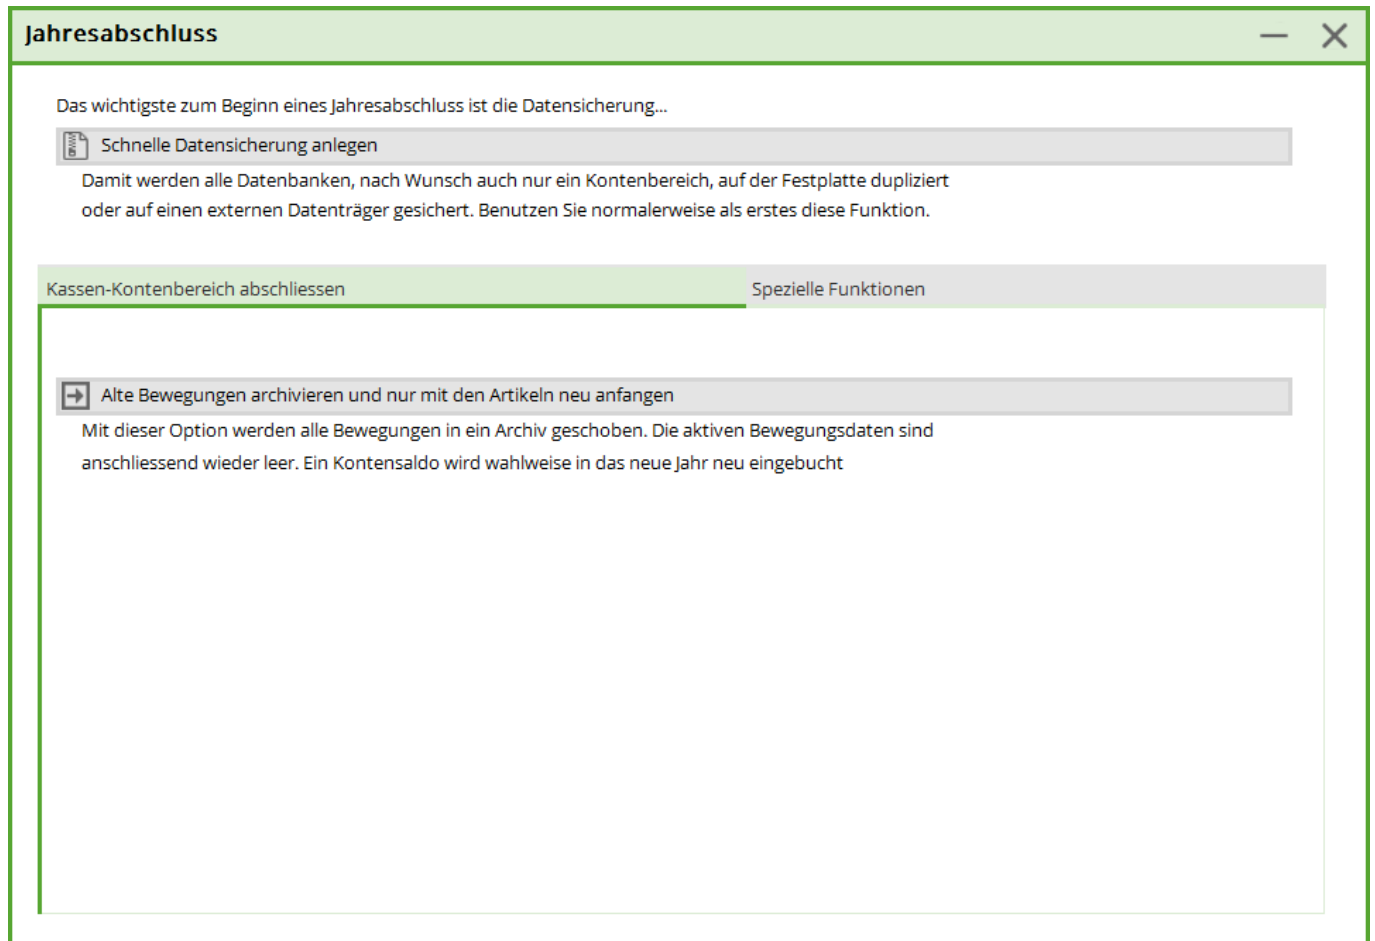 Jahresabschluss
Das wichtigste zum Beginn eines Jahresabschluss ist die Datensicherung...
Schnelle Datensicherung anlegen
Damit werden alle Datenbanken, nach Wunsch auch nur ein Kontenbereich, auf der Festplatte dupliziert
oder auf einen externen Datenträger gesichert. Benutzen Sie normalerweise als erstes diese Funktion.
Kassen-Kontenbereich abschliessen
Spezielle Funktionen
Alte Bewegungen archivieren und nur mit den Artikeln neu anfangen
Mit dieser Option werden alle Bewegungen in ein Archiv geschoben. Die aktiven Bewegungsdaten sind
anschliessend wieder leer. Ein Kontensaldo wird wahlweise in das neue Jahr neu eingebucht